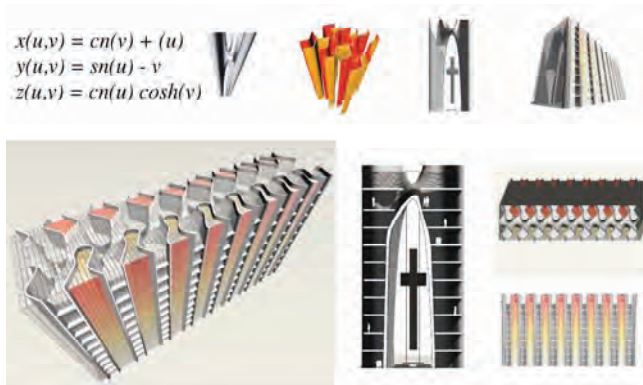 x(u,v) = cn(v) + (u)
y(u,v) = sn(u) - v
z(u,v) = cn(u) cosh(v)